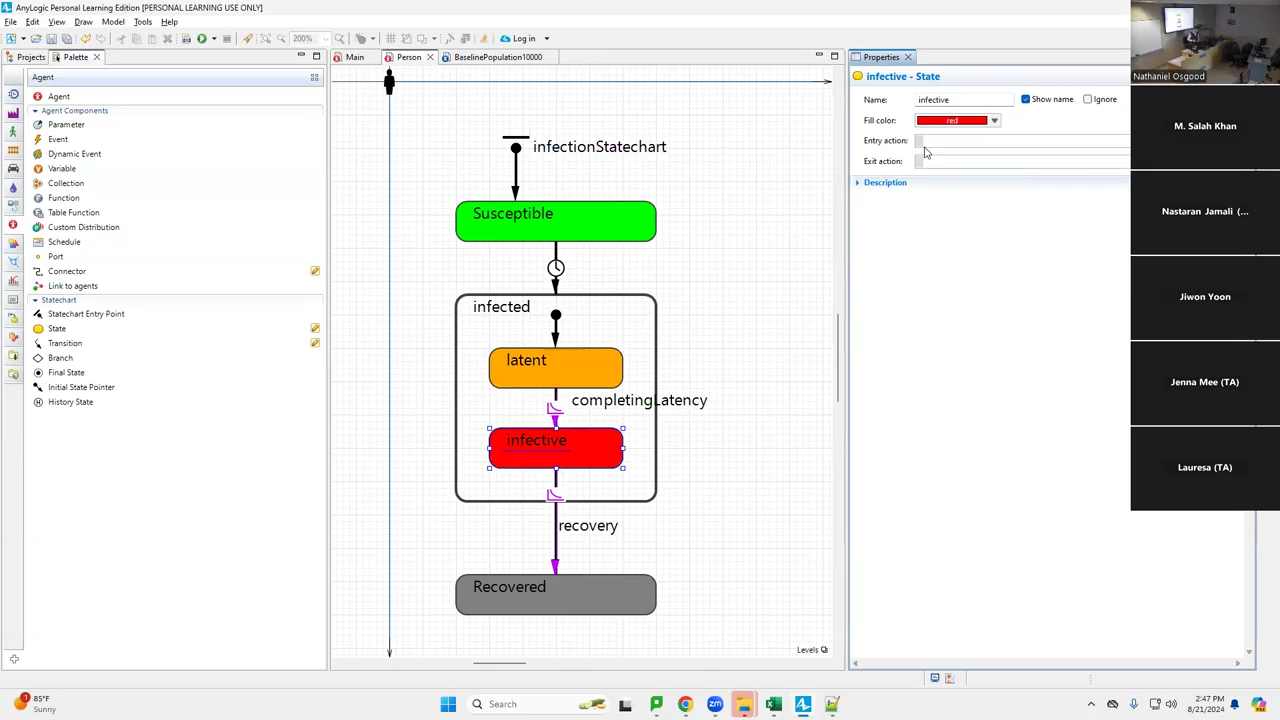 AnyLogic Personal Learning Edition [PERSONAL LEARNING USE ONLY]
File Edit View Draw Model Tools Help
200% Log in
Projects Palette
Main Person BaselinePopulation10000
Properties
Agent
Agent
Agent Components
Parameter
Event
Dynamic Event
Variable
Collection
Function
Table Function
Custom Distribution
Schedule
Port
Connector
Link to agents
Statechart
Statechart Entry Point
State
Transition
Branch
Final State
Initial State Pointer
History State
infectionStatechart
Susceptible
infected
latent
completingLatency
infective
recovery
Recovered
Levels
infective - State
Name: infective Show name Ignore
Fill color: red
Entry action:
Exit action:
Description
Nathaniel Osgood
M. Salah Khan
Nastaran Jamali (...
Jiwon Yoon
Jenna Mee (TA)
Lauresa (TA)
1
85°F
Sunny
Search
2:47 PM
8/21/2024